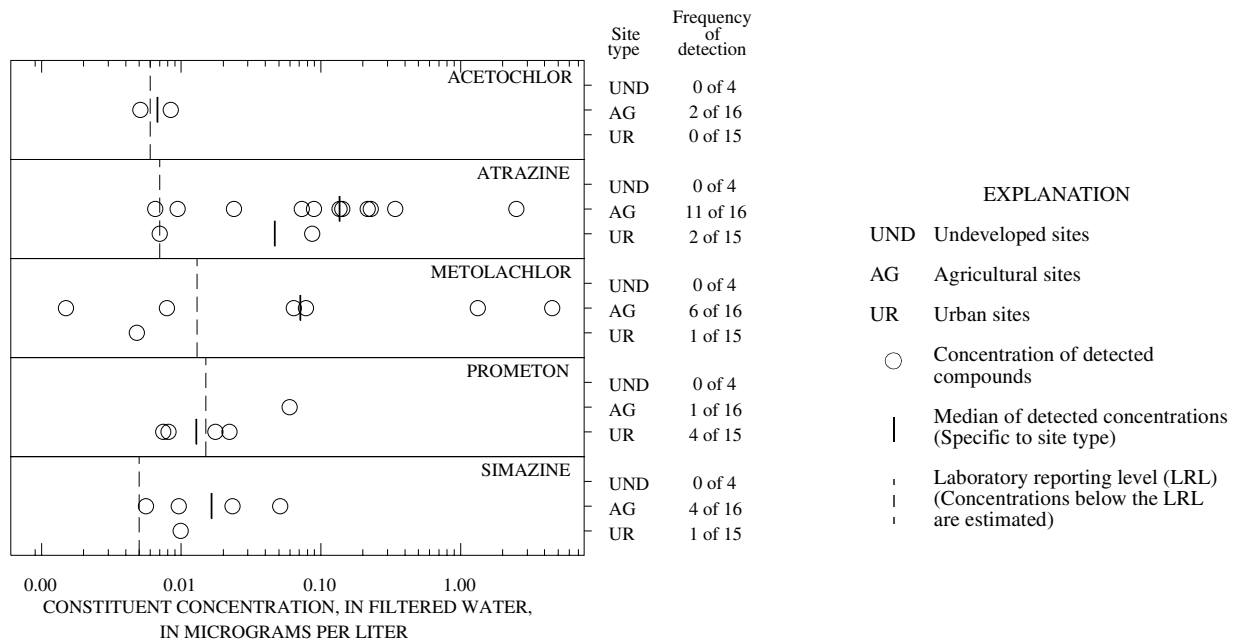 Site type
Frequency of detection
ACETOCHLOR
UND 0 of 4
AG 2 of 16
UR 0 of 15
ATRAZINE
UND 0 of 4
AG 11 of 16
UR 2 of 15
METOLACHLOR
UND 0 of 4
AG 6 of 16
UR 1 of 15
PROMETON
UND 0 of 4
AG 1 of 16
UR 4 of 15
SIMAZINE
UND 0 of 4
AG 4 of 16
UR 1 of 15
0.00 0.01 0.10 1.00
CONSTITUENT CONCENTRATION, IN FILTERED WATER,
IN MICROGRAMS PER LITER
EXPLANATION
UND Undeveloped sites
AG Agricultural sites
UR Urban sites
Concentration of detected
compounds
Median of detected concentrations
(Specific to site type)
Laboratory reporting level (LRL)
(Concentrations below the LRL
are estimated)